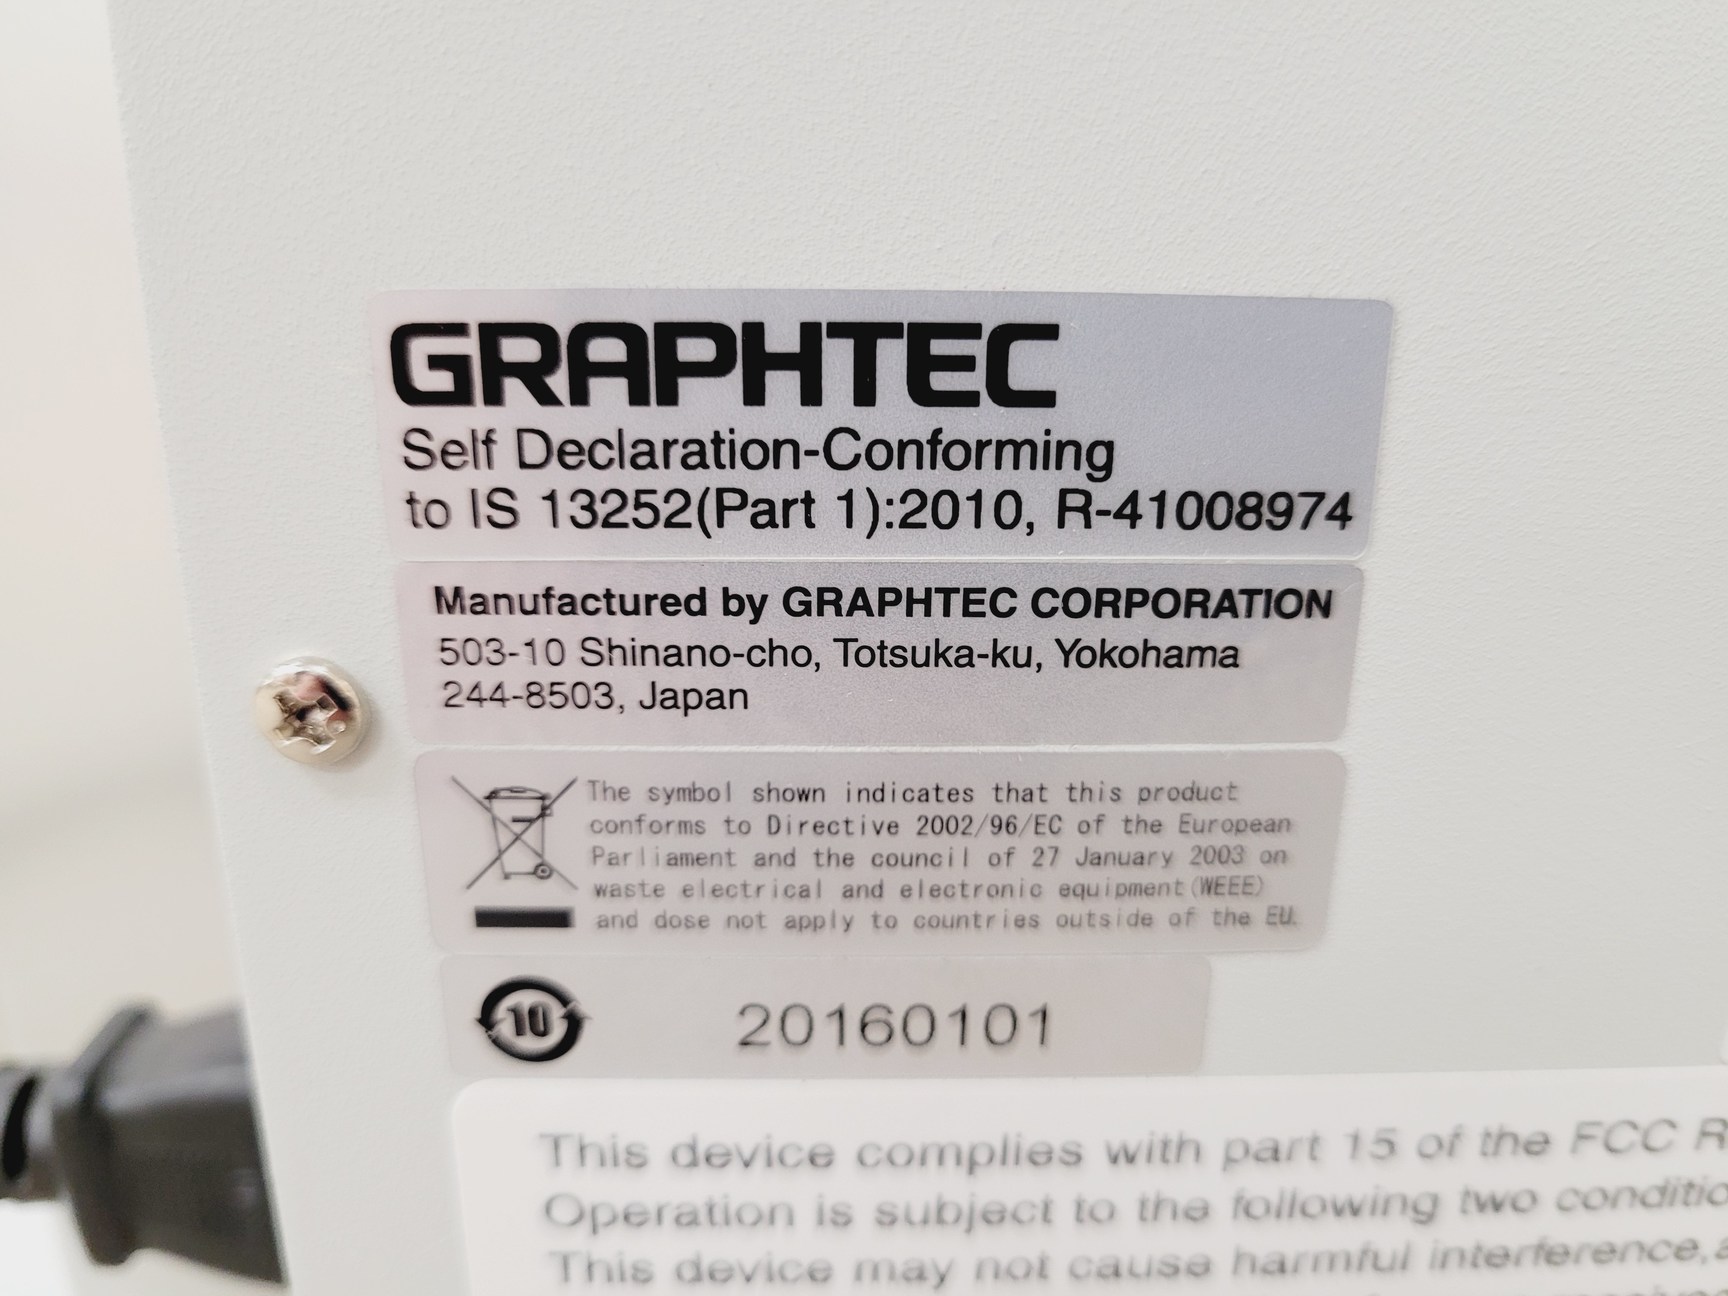 GRAPHTEC
Self Declaration-Conforming
to IS 13252(Part 1):2010, R-41008974
Manufactured by GRAPHTEC CORPORATION
503-10 Shinano-cho, Totsuka-ku, Yokohama
244-8503, Japan
The symbol shown indicates that this product
conforms to Directive 2002/96/EC of the European
Parliament and the council of 27 January 2003 on
waste electrical and electronic equipment(WEEE)
and dose not apply to countries outside of the EU.
10
20160101
This device complies with part 15 of the FCC R
Operation is subject to the following two conditio
This device may not cause harmful interference,a